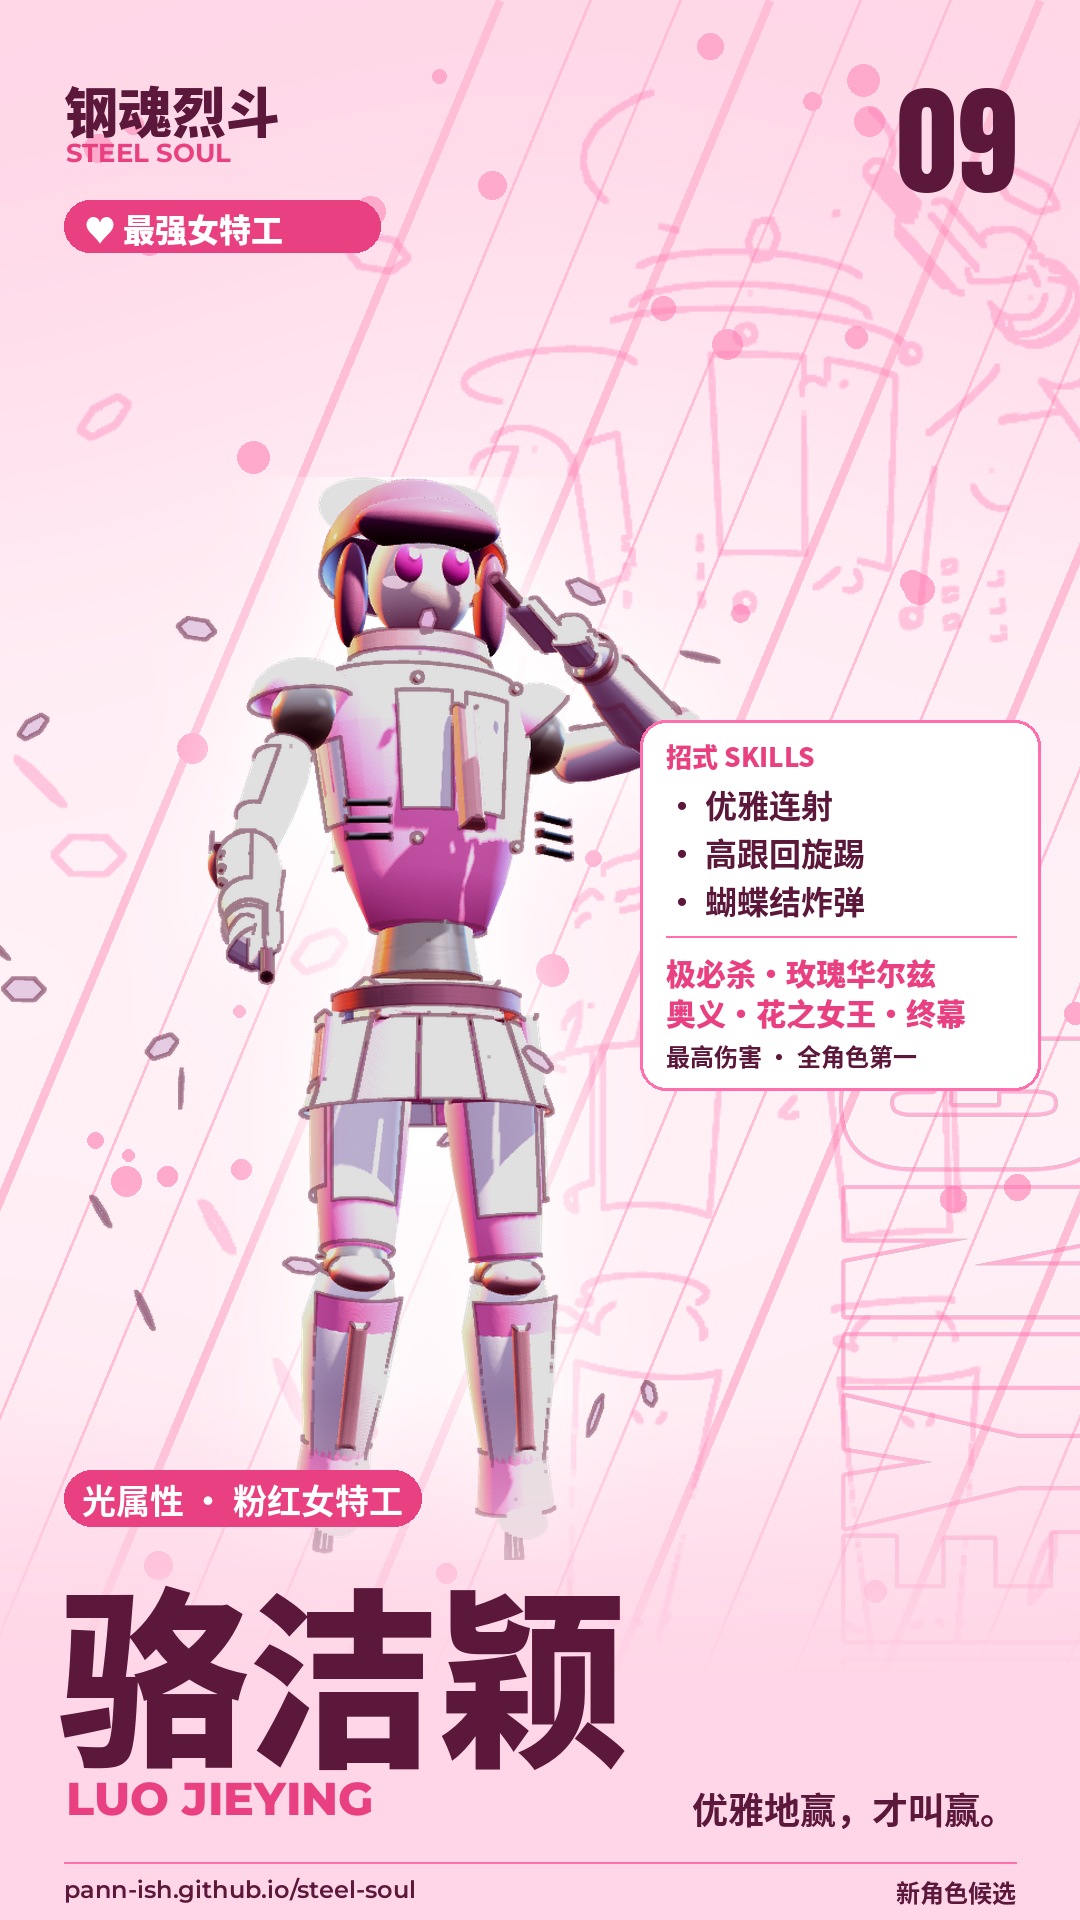 钢魂烈斗
STEEL SOUL
09
♥ 最强女特工
招式 SKILLS
· 优雅连射
· 高跟回旋踢
· 蝴蝶结炸弹
极必杀·玫瑰华尔兹
奥义·花之女王·终幕
最高伤害 · 全角色第一
光属性 · 粉红女特工
骆洁颖
LUO JIEYING
优雅地赢，才叫赢。
pann-ish.github.io/steel-soul
新角色候选